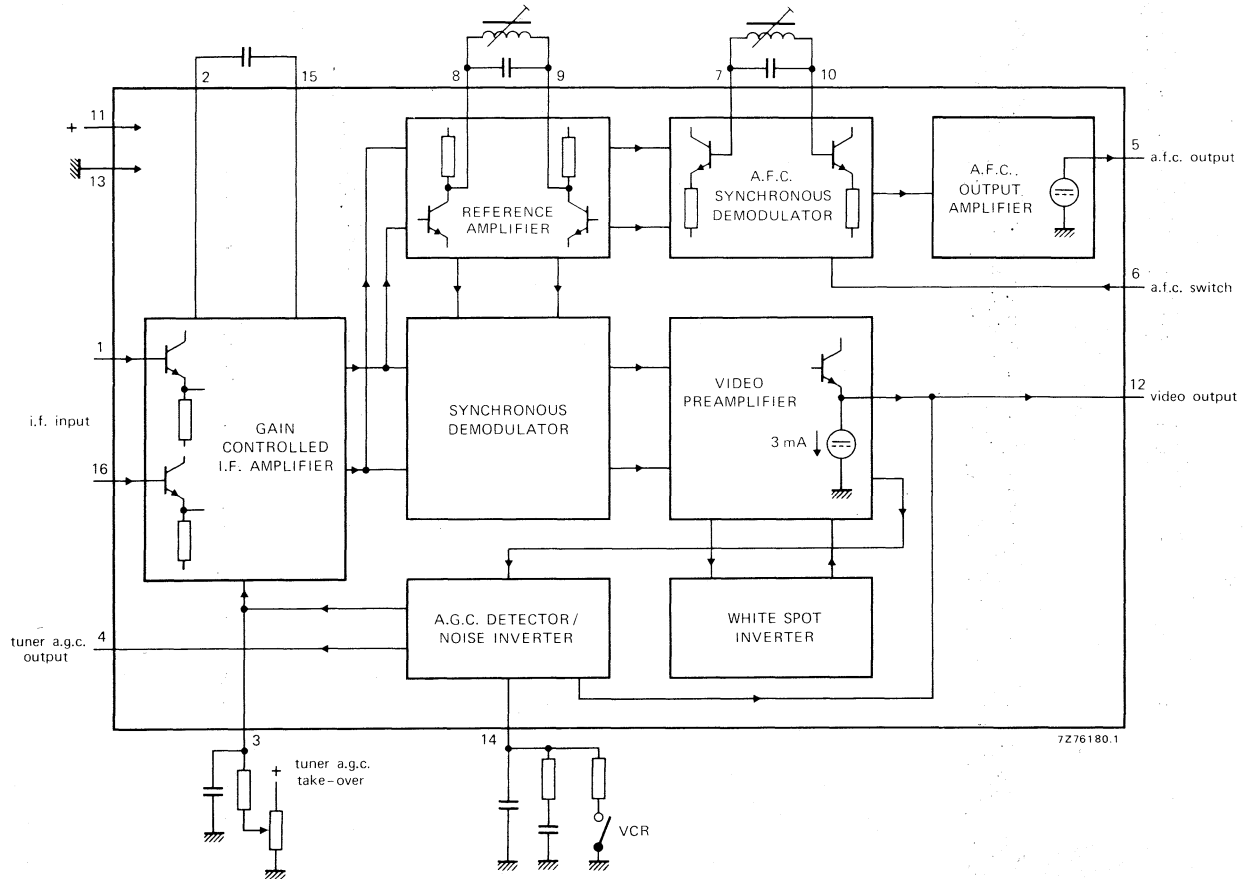 2
15
8
9
7
10
11
+
13
REFERENCE
AMPLIFIER
A.F.C.
SYNCHRONOUS
DEMODULATOR
A.F.C.
OUTPUT
AMPLIFIER
5
a.f.c. output
6
a.f.c. switch
1
i.f. input
16
GAIN
CONTROLLED
I.F. AMPLIFIER
SYNCHRONOUS
DEMODULATOR
VIDEO
PREAMPLIFIER
3 mA
12
video output
4
tuner a.g.c.
output
A.G.C. DETECTOR/
NOISE INVERTER
WHITE SPOT
INVERTER
3
14
7Z76180.1
+
tuner a.g.c.
take-over
VCR